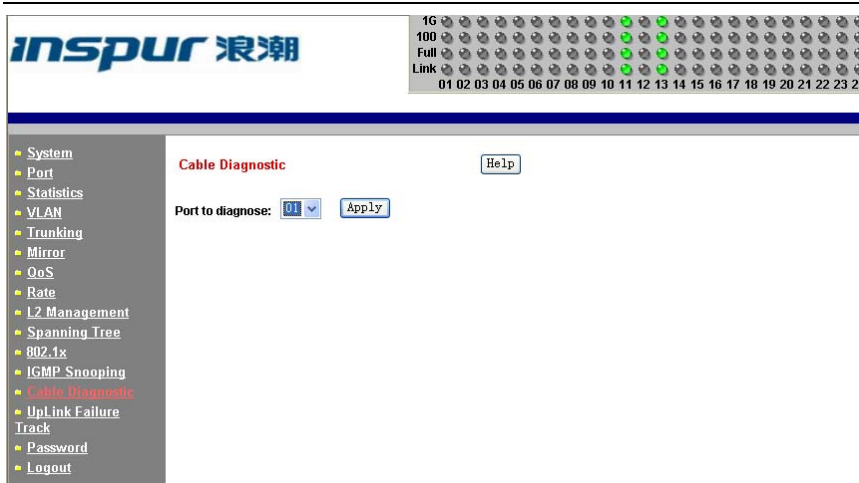 inspur 浪潮
1G
100
Full
Link
01 02 03 04 05 06 07 08 09 10 11 12 13 14 15 16 17 18 19 20 21 22 23 2
System
Port
Statistics
VLAN
Trunking
Mirror
QoS
Rate
L2 Management
Spanning Tree
802.1x
IGMP Snooping
Cable Diagnostic
UpLink Failure
Track
Password
Logout
Cable Diagnostic
Help
Port to diagnose: 01 Apply